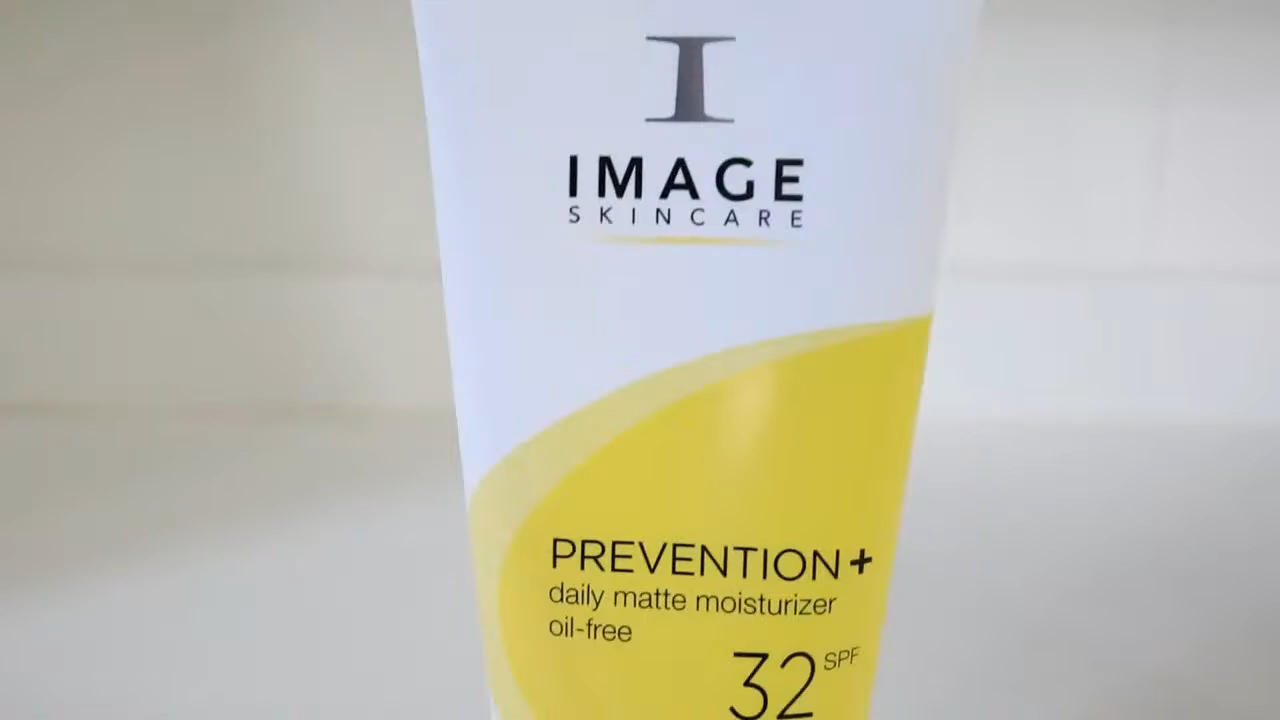 I
IMAGE
SKINCARE
PREVENTION+
daily matte moisturizer
oil-free
32 SPF